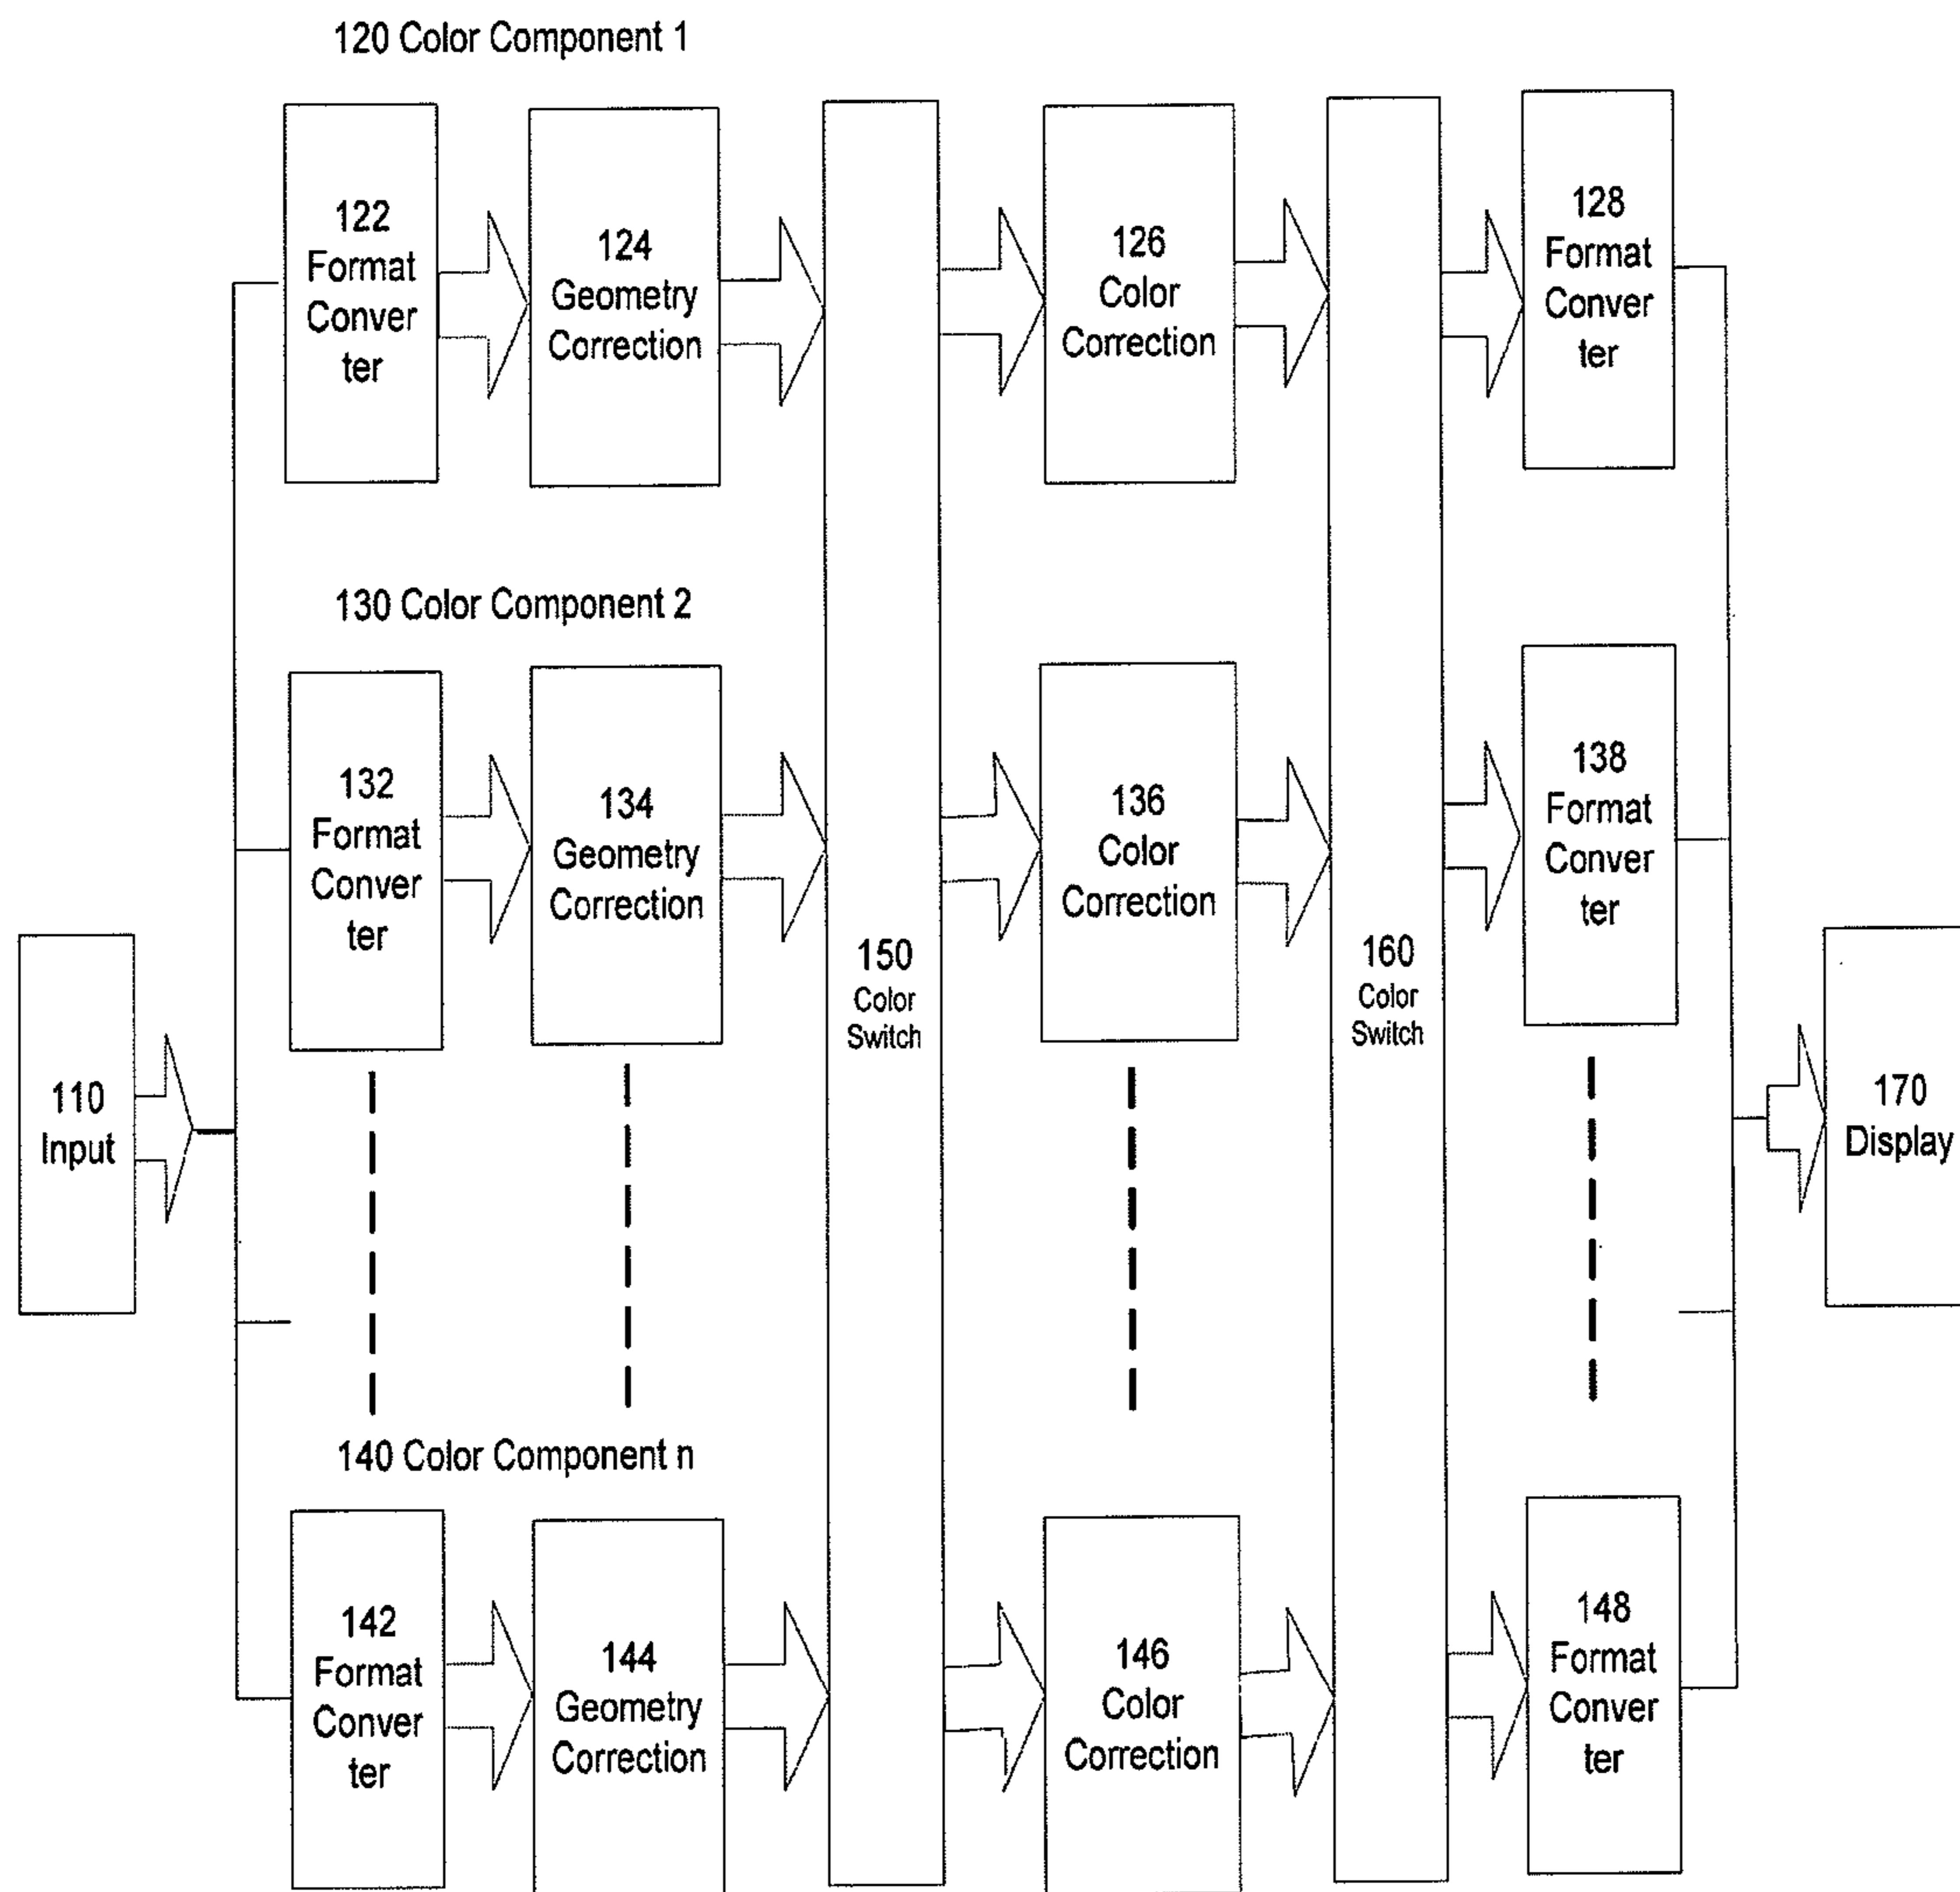 120 Color Component 1
122
Format
Conver
ter
124
Geometry
Correction
126
Color
Correction
128
Format
Conver
ter
130 Color Component 2
132
Format
Conver
ter
134
Geometry
Correction
150
Color
Switch
136
Color
Correction
160
Color
Switch
138
Format
Conver
ter
110
Input
170
Display
140 Color Component n
142
Format
Conver
ter
144
Geometry
Correction
146
Color
Correction
148
Format
Conver
ter